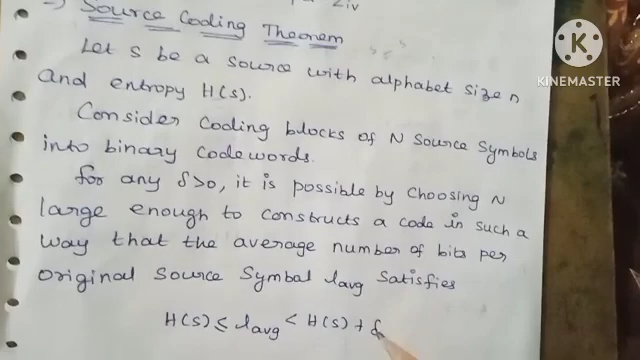 Ziv
→ Source Coding Theorem
Let S be a source with alphabet size n
and entropy H(S).
Consider coding blocks of N source symbols
into binary codewords.
for any δ>0, it is possible by choosing N
large enough to constructs a code in such a
way that the average number of bits per
original source symbal lavg satisfies
H(S) ≤ lavg < H(S) + δ
K
KINEMASTER